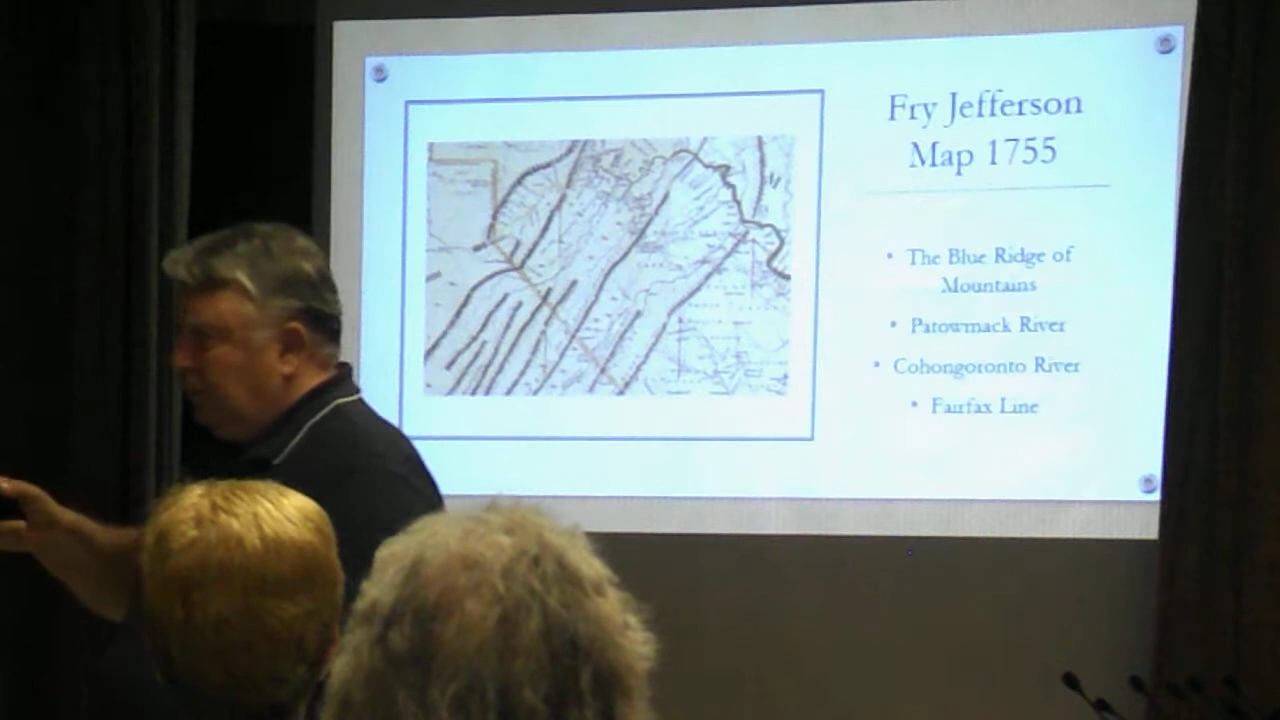 Fry Jefferson
Map 1755
• The Blue Ridge of
Mountains
• Patowmack River
• Cohongoronto River
• Fairfax Line